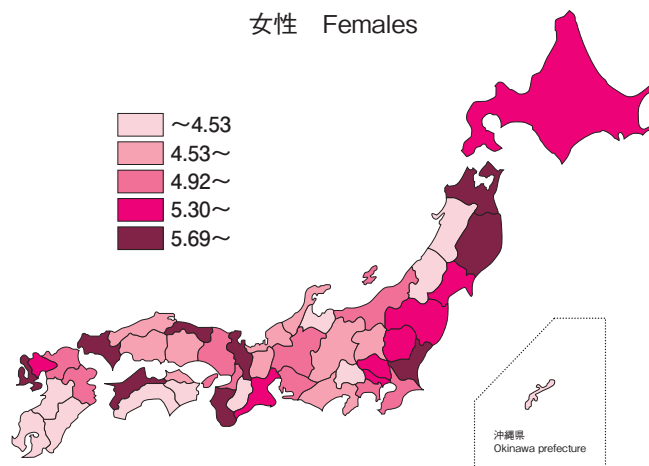 女性　Females
～4.53
4.53～
4.92～
5.30～
5.69～
沖縄県
Okinawa prefecture